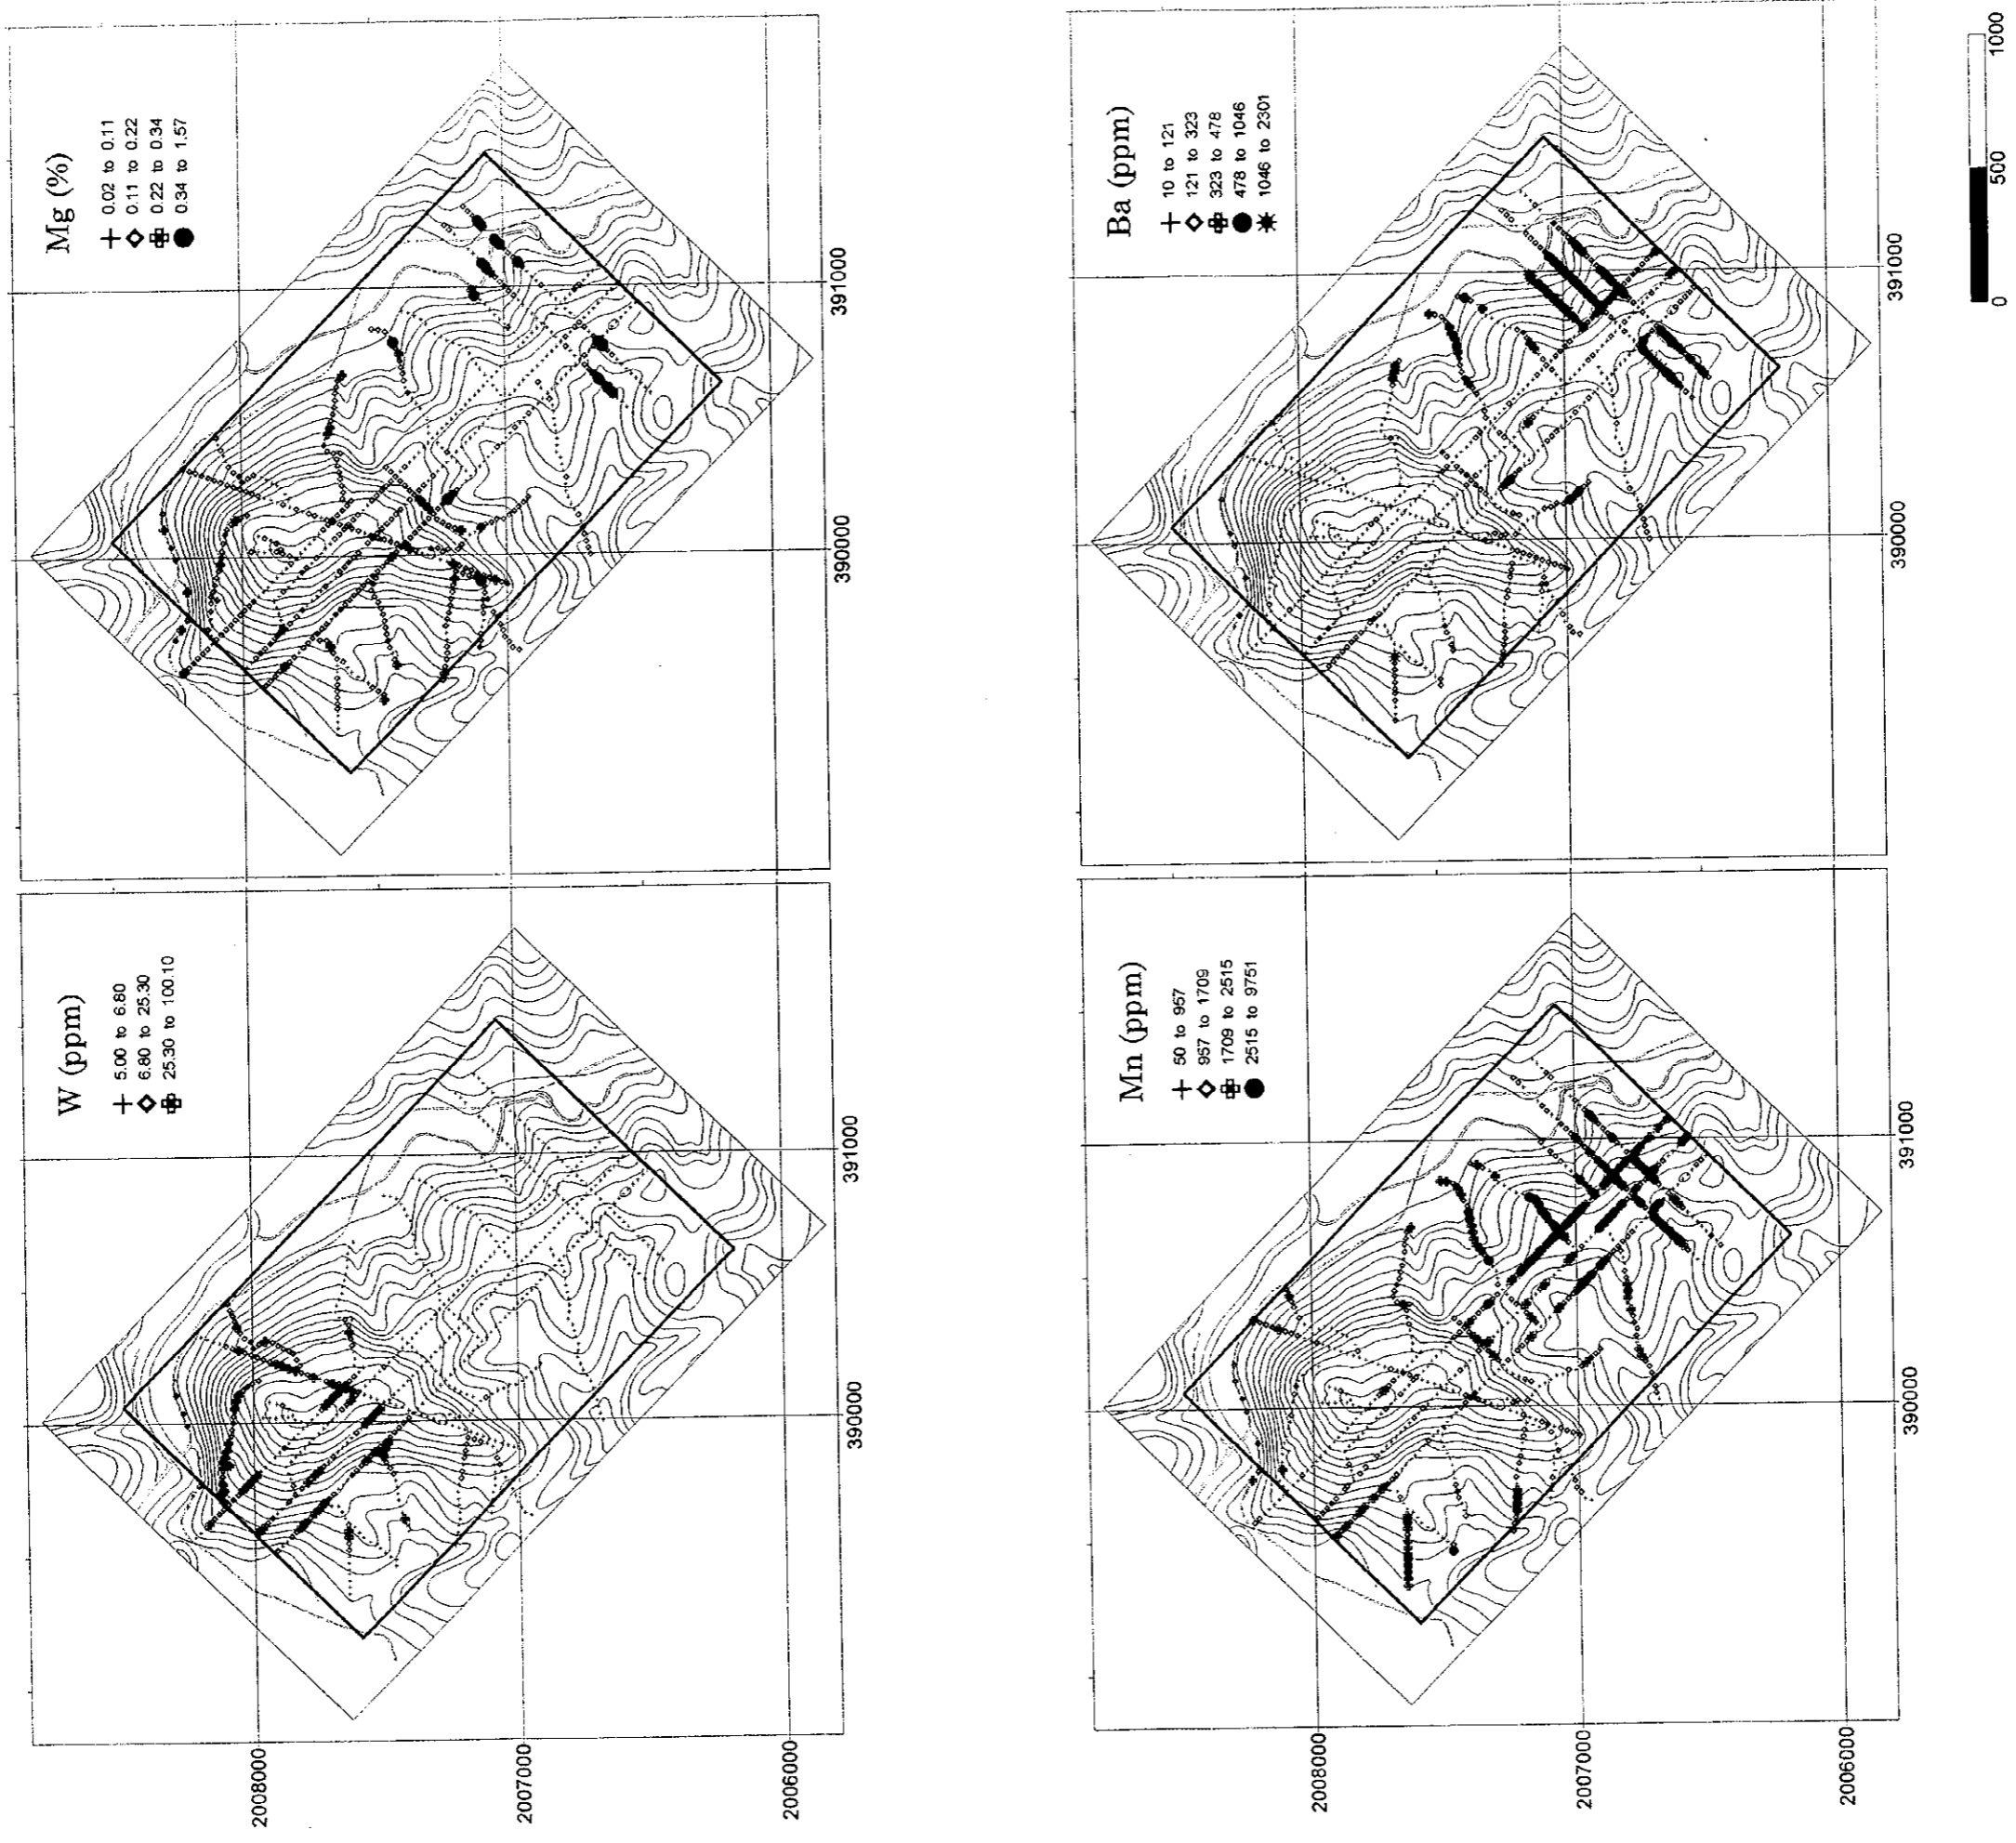 W (ppm)
5.00 to 6.80
6.80 to 25.30
25.30 to 100.10
Mg (%)
0.02 to 0.11
0.11 to 0.22
0.22 to 0.34
0.34 to 1.57
2008000
2007000
2006000
390000
391000
390000
391000
Mn (ppm)
50 to 957
957 to 1709
1709 to 2515
2515 to 9751
Ba (ppm)
10 to 121
121 to 323
323 to 478
478 to 1046
1046 to 2301
2008000
2007000
2006000
390000
391000
390000
391000
0
500
1000